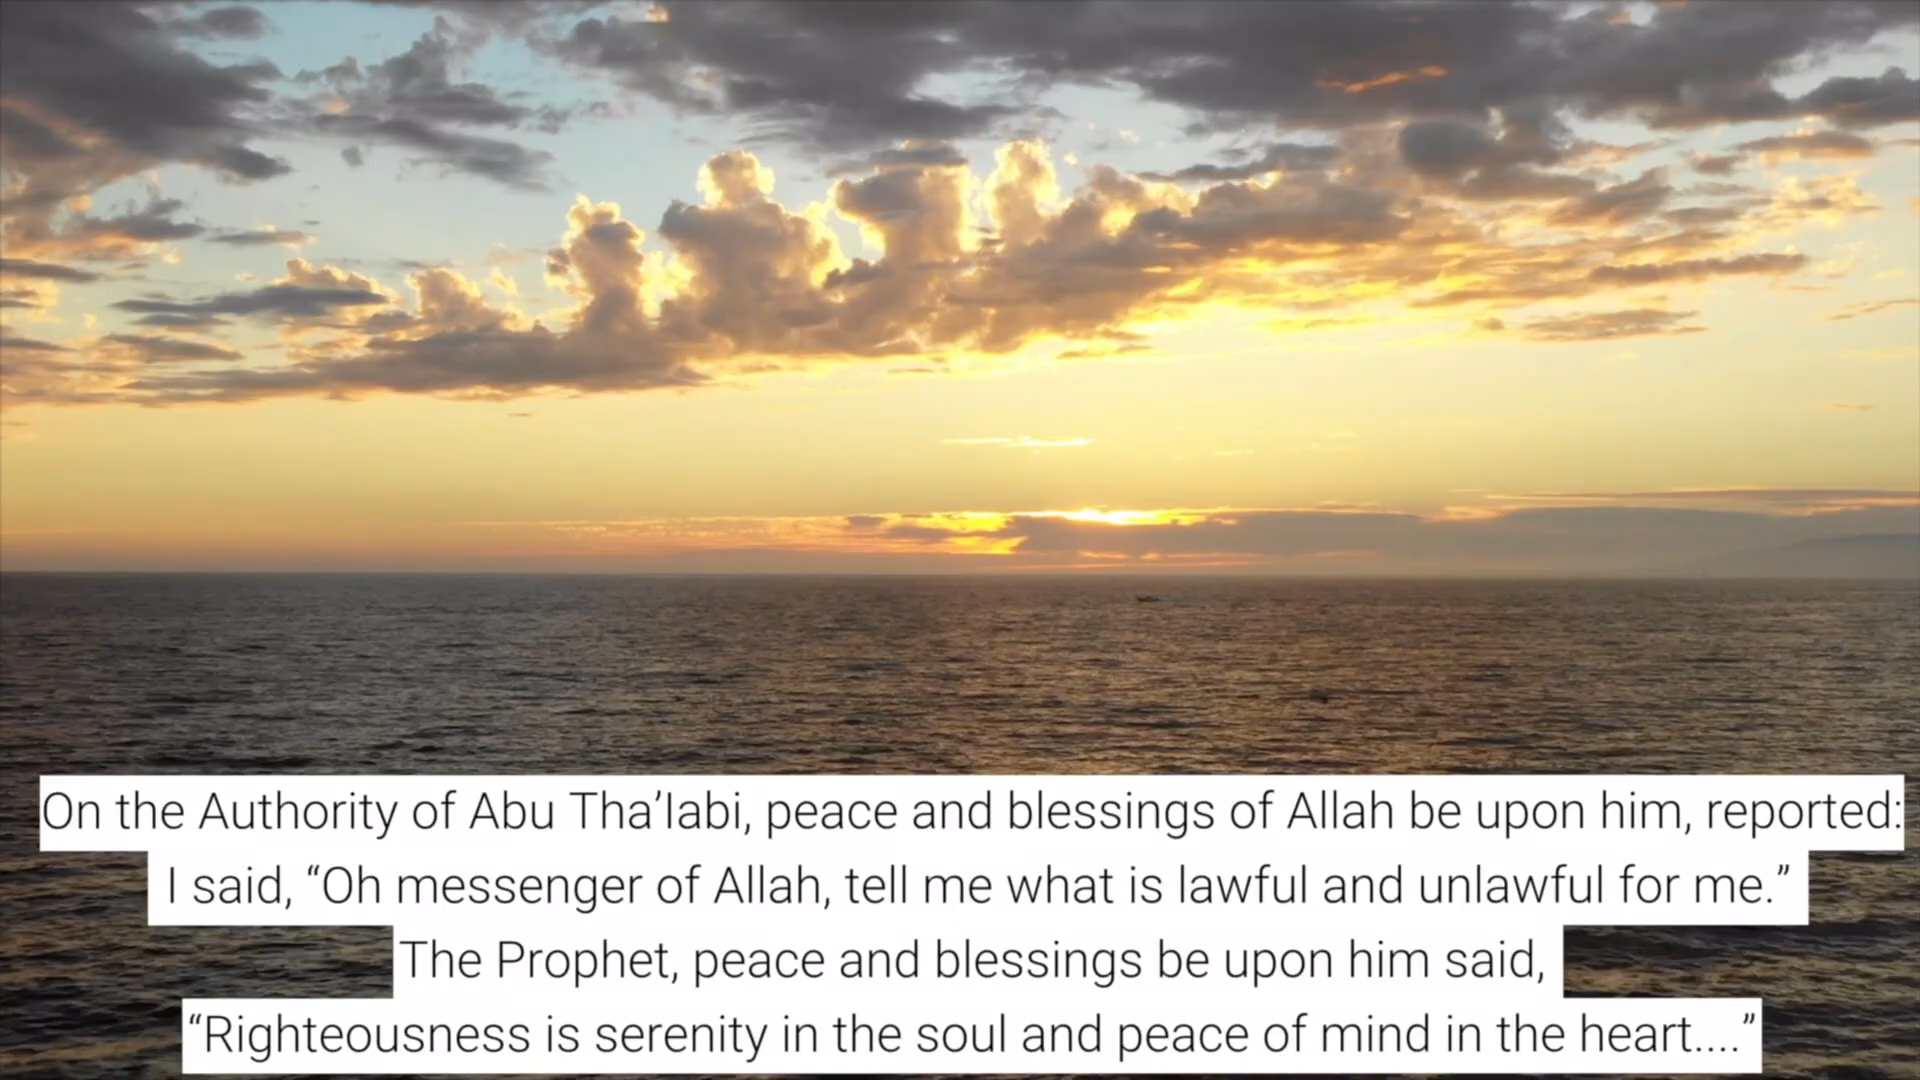 On the Authority of Abu Tha’labi, peace and blessings of Allah be upon him, reported:
I said, “Oh messenger of Allah, tell me what is lawful and unlawful for me.”
The Prophet, peace and blessings be upon him said,
“Righteousness is serenity in the soul and peace of mind in the heart....”